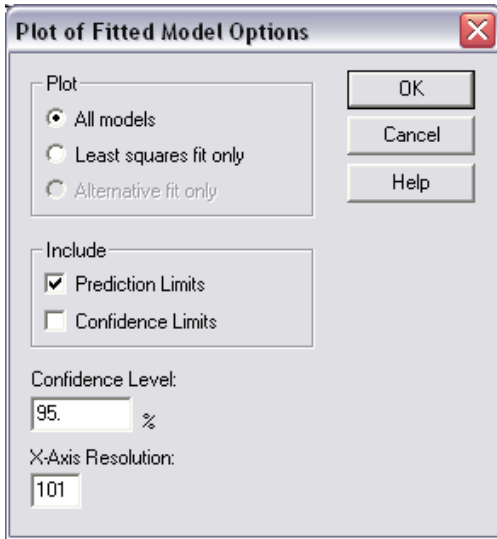 Plot of Fitted Model Options
Plot
All models
Least squares fit only
Alternative fit only
OK
Cancel
Help
Include
Prediction Limits
Confidence Limits
Confidence Level:
95. %
X-Axis Resolution:
101